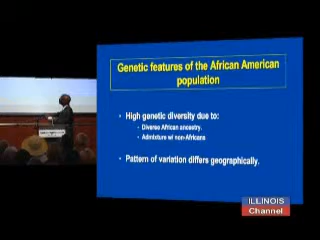 Genetic features of the African American
population
• High genetic diversity due to:
- Diverse African ancestry.
- Admixture w/ non-Africans
• Pattern of variation differs geographically.
ILLINOIS
Channel